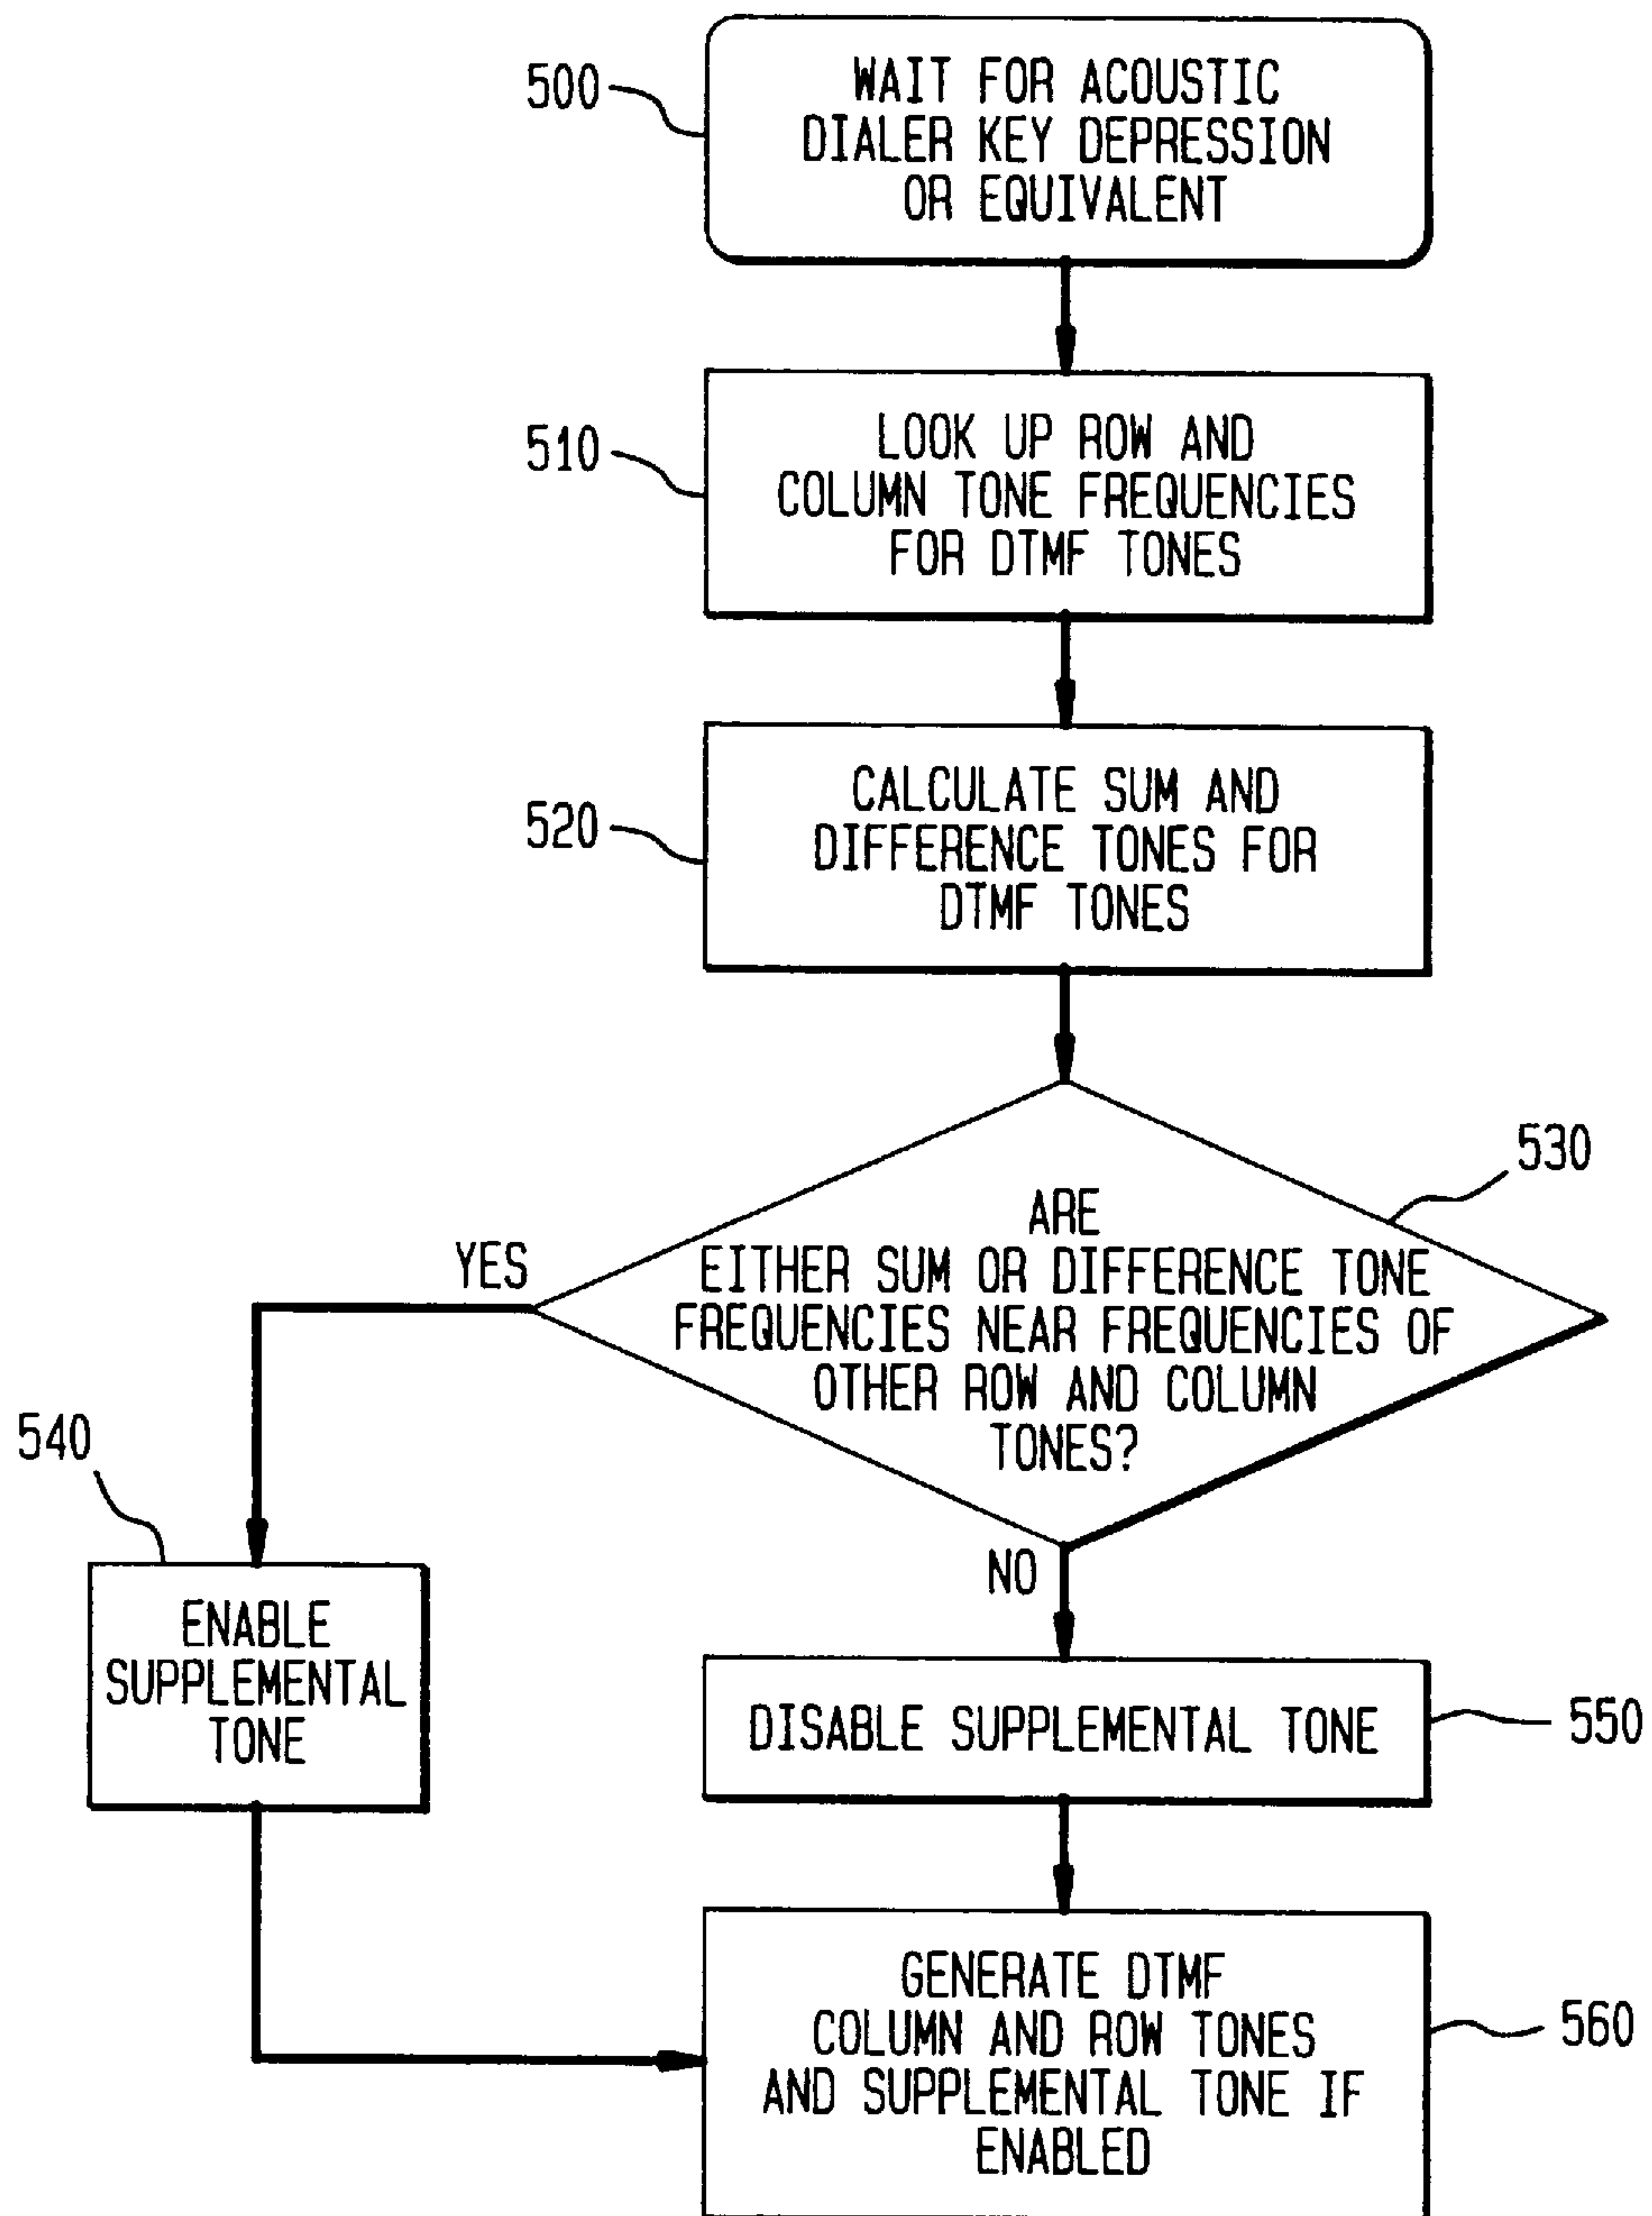 500
WAIT FOR ACOUSTIC
DIALER KEY DEPRESSION
OR EQUIVALENT
510
LOOK UP ROW AND
COLUMN TONE FREQUENCIES
FOR DTMF TONES
520
CALCULATE SUM AND
DIFFERENCE TONES FOR
DTMF TONES
530
ARE
EITHER SUM OR DIFFERENCE TONE
FREQUENCIES NEAR FREQUENCIES OF
OTHER ROW AND COLUMN
TONES?
YES
NO
540
ENABLE
SUPPLEMENTAL
TONE
DISABLE SUPPLEMENTAL TONE
550
GENERATE DTMF
COLUMN AND ROW TONES
AND SUPPLEMENTAL TONE IF
ENABLED
560